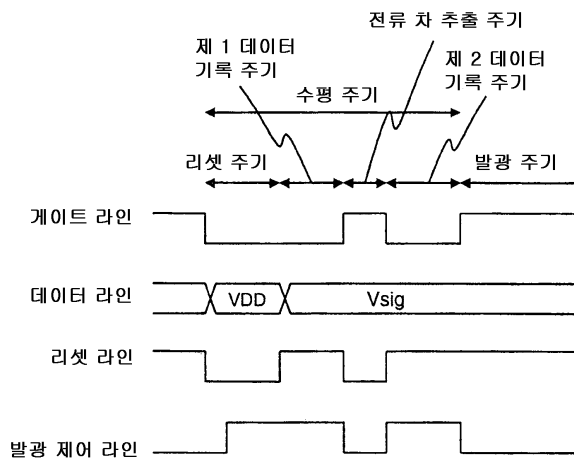 전류 차 추출 주기
제 1 데이터
기록 주기
제 2 데이터
기록 주기
수평 주기
리셋 주기
발광 주기
게이트 라인
데이터 라인
VDD
Vsig
리셋 라인
발광 제어 라인